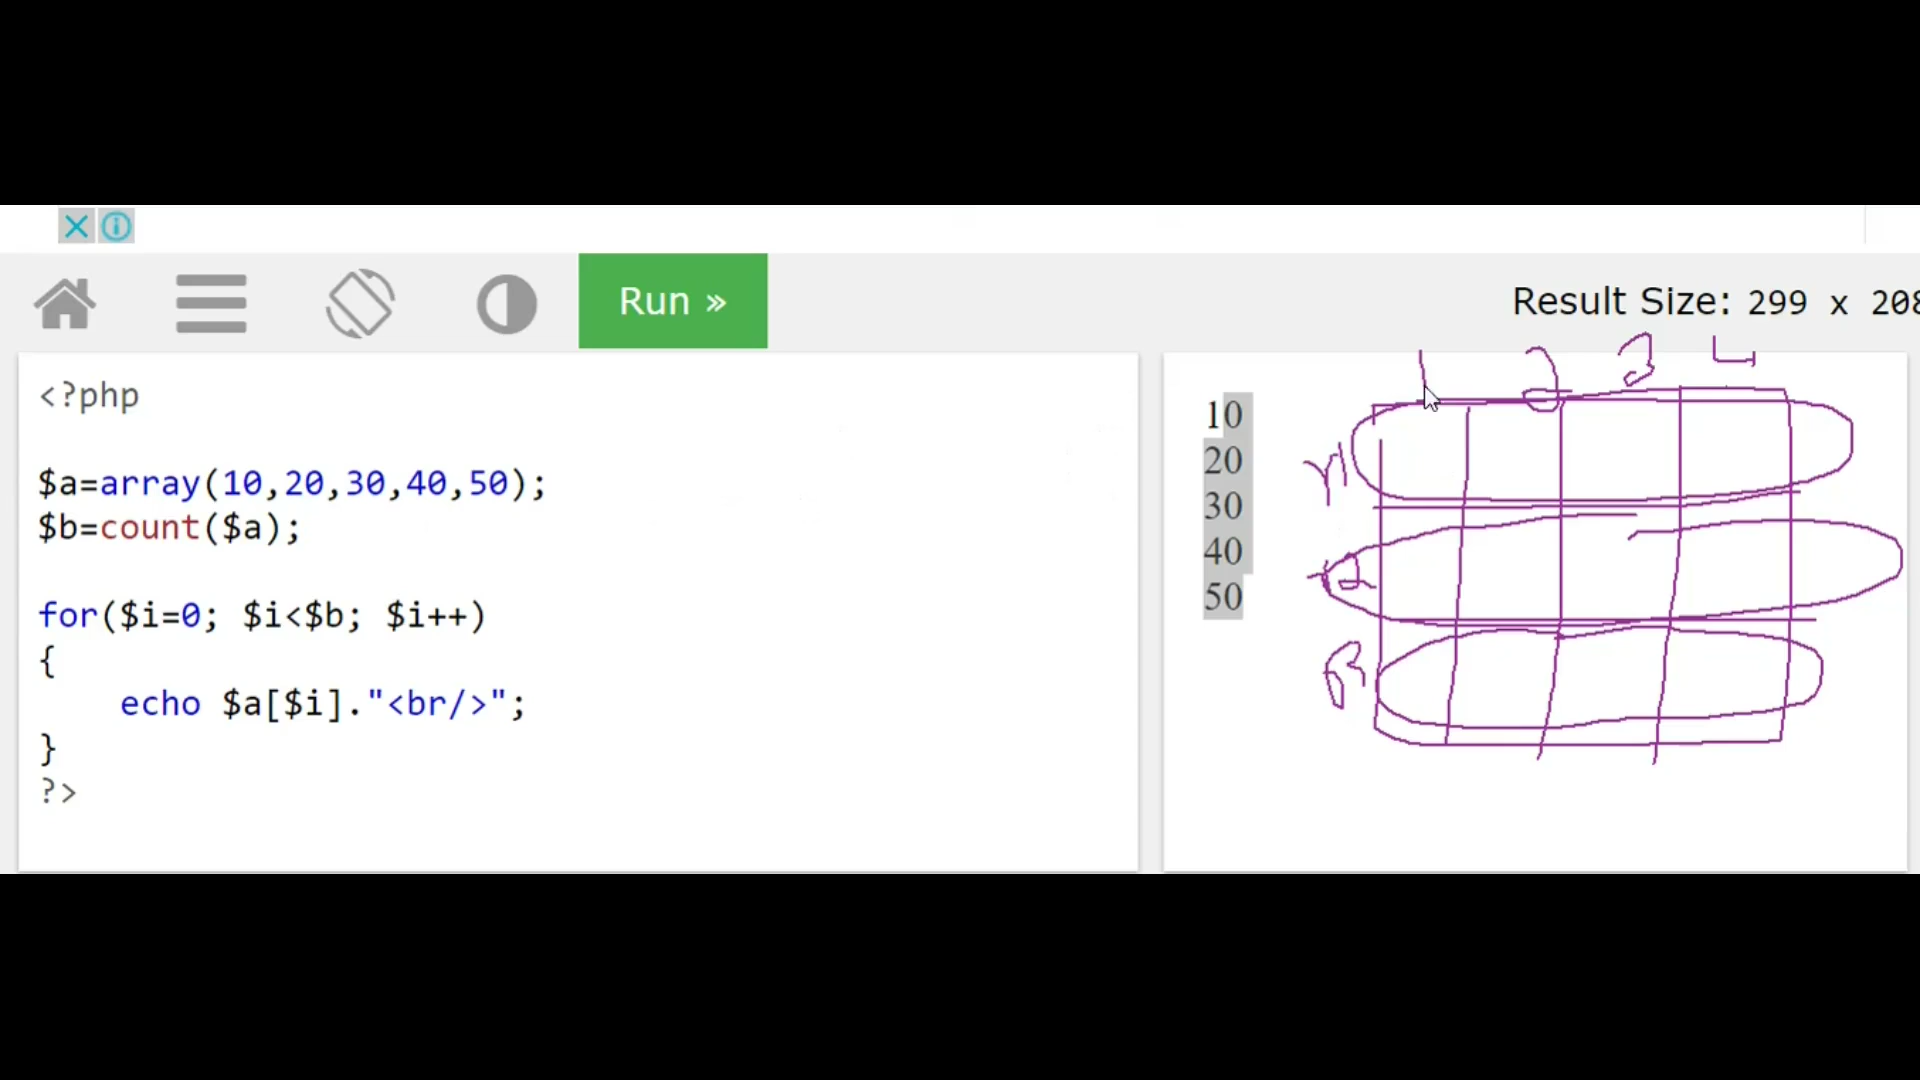 Run »
Result Size: 299 x 208
<?php
$a=array(10,20,30,40,50);
$b=count($a);
for($i=0; $i<$b; $i++)
{
echo $a[$i]."<br/>";
}
?>
10
20
30
40
50
1 2 3 4
r1
r2